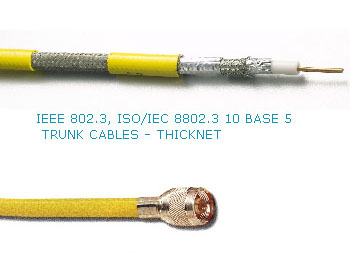 IEEE 802.3, ISO/IEC 8802.3 10 BASE 5
TRUNK CABLES - THICKNET